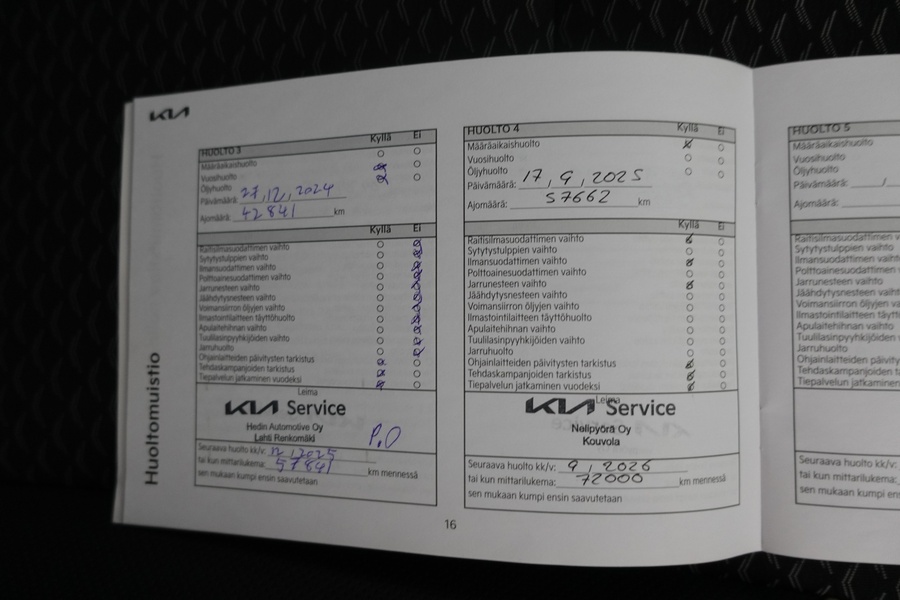 KIA
HUOLTO 3 Kyllä Ei
Määräaikaishuolto
Vuosihuolto
Öljyhuolto
Päivämäärä: 27,12,2024
Ajomäärä: 42841 km
Kyllä Ei
Raitisilmasuodattimen vaihto
Sytytystulppien vaihto
Ilmansuodattimen vaihto
Polttoainesuodattimen vaihto
Jarrunesteen vaihto
Jäähdytysnesteen vaihto
Voimansiirron öljyjen vaihto
Ilmastointilaitteen täyttöhuolto
Apulaitehihnan vaihto
Tuulilasinpyyhkijöiden vaihto
Jarruhuolto
Ohjainlaitteiden päivitysten tarkistus
Tehdaskampanjoiden tarkistus
Tiepalvelun jatkaminen vuodeksi
Leima
KIA Service
Hedin Automotive Oy
Lahti Renkomäki
P.O
Seuraava huolto kk/v: 12,2025
tai kun mittarilukema: 57841 km mennessä
sen mukaan kumpi ensin saavutetaan
HUOLTO 4 Kyllä Ei
Määräaikaishuolto
Vuosihuolto
Öljyhuolto
Päivämäärä: 17,9,2025
Ajomäärä: 57662 km
Kyllä Ei
Raitisilmasuodattimen vaihto
Sytytystulppien vaihto
Ilmansuodattimen vaihto
Polttoainesuodattimen vaihto
Jarrunesteen vaihto
Jäähdytysnesteen vaihto
Voimansiirron öljyjen vaihto
Ilmastointilaitteen täyttöhuolto
Apulaitehihnan vaihto
Tuulilasinpyyhkijöiden vaihto
Jarruhuolto
Ohjainlaitteiden päivitysten tarkistus
Tehdaskampanjoiden tarkistus
Tiepalvelun jatkaminen vuodeksi
Leima
KIA Service
Nelipyörä Oy
Kouvola
Seuraava huolto kk/v: 9, 2026
tai kun mittarilukema: 72000 km mennessä
sen mukaan kumpi ensin saavutetaan
HUOLTO 5
Määräaikaishuolto
Vuosihuolto
Öljyhuolto
Päivämäärä: /
Ajomäärä:
Raitisilmasuodattimen v
Sytytystulppien vaihto
Ilmansuodattimen vaihto
Polttoainesuodattimen
Jarrunesteen vaihto
Jäähdytysnesteen vaih
Voimansiirron öljyjen v
Ilmastointilaitteen täytt
Apulaitehihnan vaihto
Tuulilasinpyyhkijöiden
Jarruhuolto
Ohjainlaitteiden päivity
Tehdaskampanjoiden t
Tiepalvelun jatkaminen
Seuraava huolto kk/v:
tai kun mittarilukema:
sen mukaan kumpi en
Huoltomuistio
16